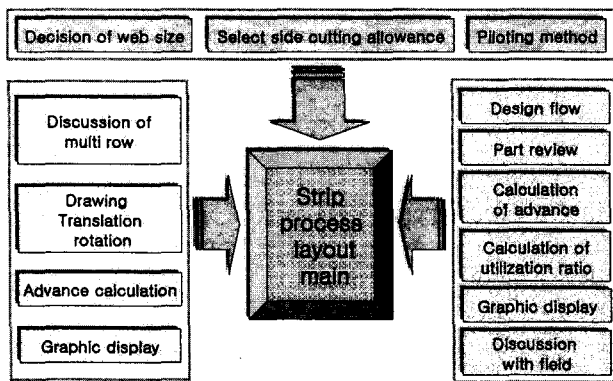 Decision of web size
Select side cutting allowance
Piloting method
Discussion of
multi row
Drawing
Translation
rotation
Advance calculation
Graphic display
Strip
process
layout
main
Design flow
Part review
Calculation
of advance
Calculation of
utilization ratio
Graphic display
Discussion
with field